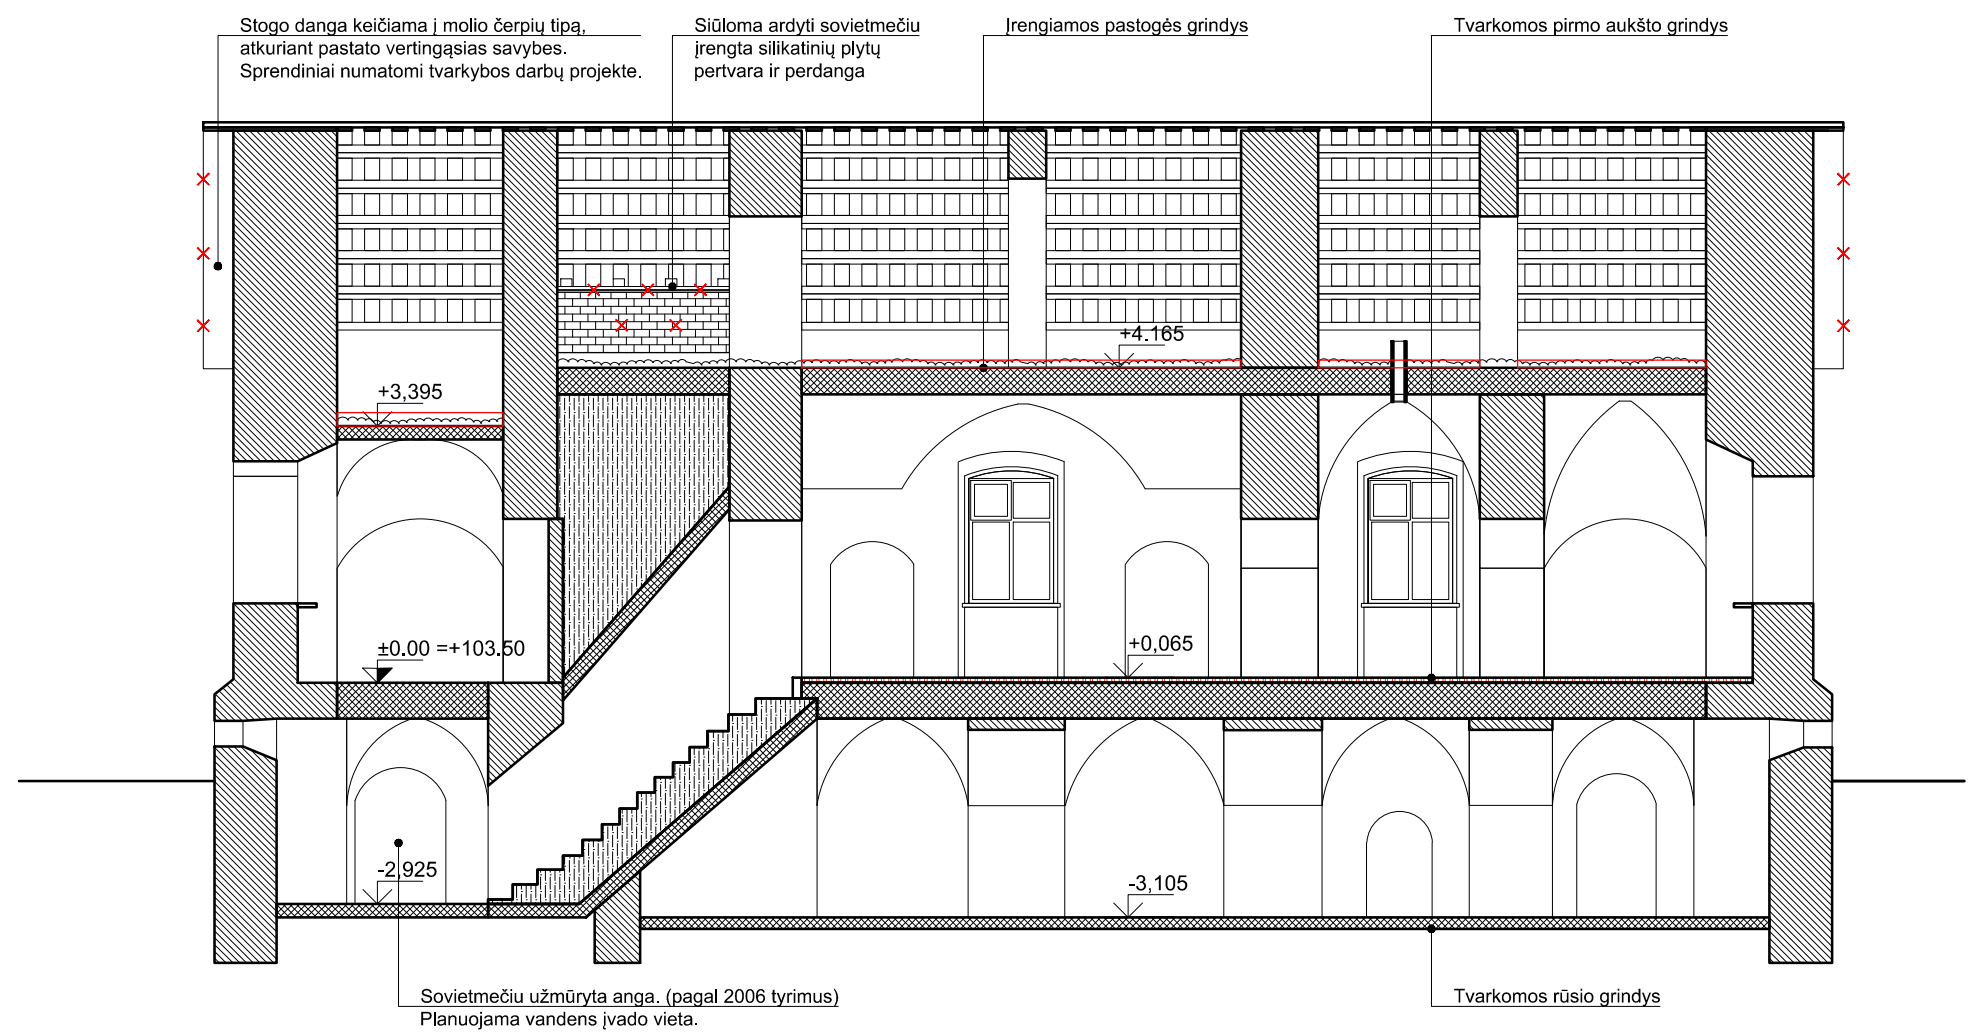 Stogo danga keičiama į molio čerpių tipą,
atkuriant pastato vertingąsias savybes.
Sprendiniai numatomi tvarkybos darbų projekte.
Siūloma ardyti sovietmečiu
įrengta silikatinių plytų
pertvara ir perdanga
Įrengiamos pastogės grindys
Tvarkomos pirmo aukšto grindys
+4.165
+3,395
±0.00 =+103.50
+0,065
-2,925
-3,105
Sovietmečiu užmūryta anga. (pagal 2006 tyrimus)
Planuojama vandens įvado vieta.
Tvarkomos rūsio grindys